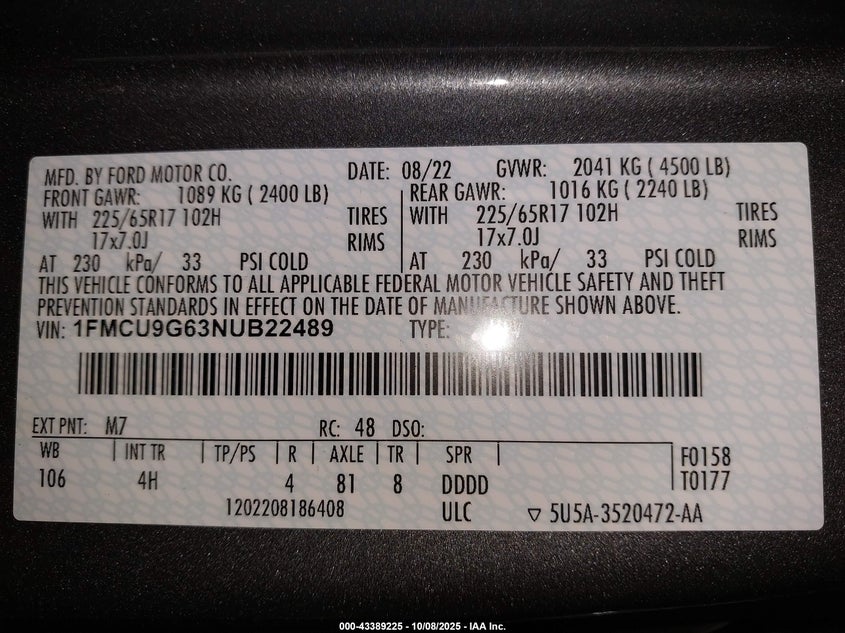 MFD. BY FORD MOTOR CO. DATE: 08/22 GVWR: 2041 KG ( 4500 LB)
FRONT GAWR: 1089 KG ( 2400 LB) REAR GAWR: 1016 KG ( 2240 LB)
WITH 225/65R17 102H TIRES WITH 225/65R17 102H TIRES
17x7.0J RIMS 17x7.0J RIMS
AT 230 kPa/ 33 PSI COLD AT 230 kPa/ 33 PSI COLD
THIS VEHICLE CONFORMS TO ALL APPLICABLE FEDERAL MOTOR VEHICLE SAFETY AND THEFT
PREVENTION STANDARDS IN EFFECT ON THE DATE OF MANUFACTURE SHOWN ABOVE.
VIN: 1FMCU9G63NUB22489 TYPE:
EXT PNT: M7 RC: 48 DSO:
WB INT TR TP/PS R AXLE TR SPR F0158
106 4H 4 81 8 DDDD T0177
1202208186408 ULC ▽ 5U5A-3520472-AA
000-43389225 - 10/08/2025 - IAA Inc.